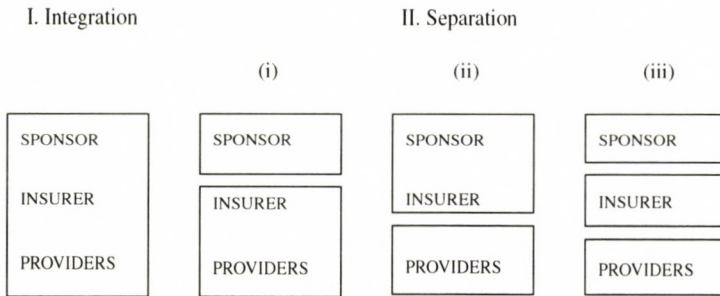 I. Integration II. Separation
(i) (ii) (iii)
SPONSOR SPONSOR SPONSOR SPONSOR
INSURER INSURER INSURER INSURER
PROVIDERS PROVIDERS PROVIDERS PROVIDERS